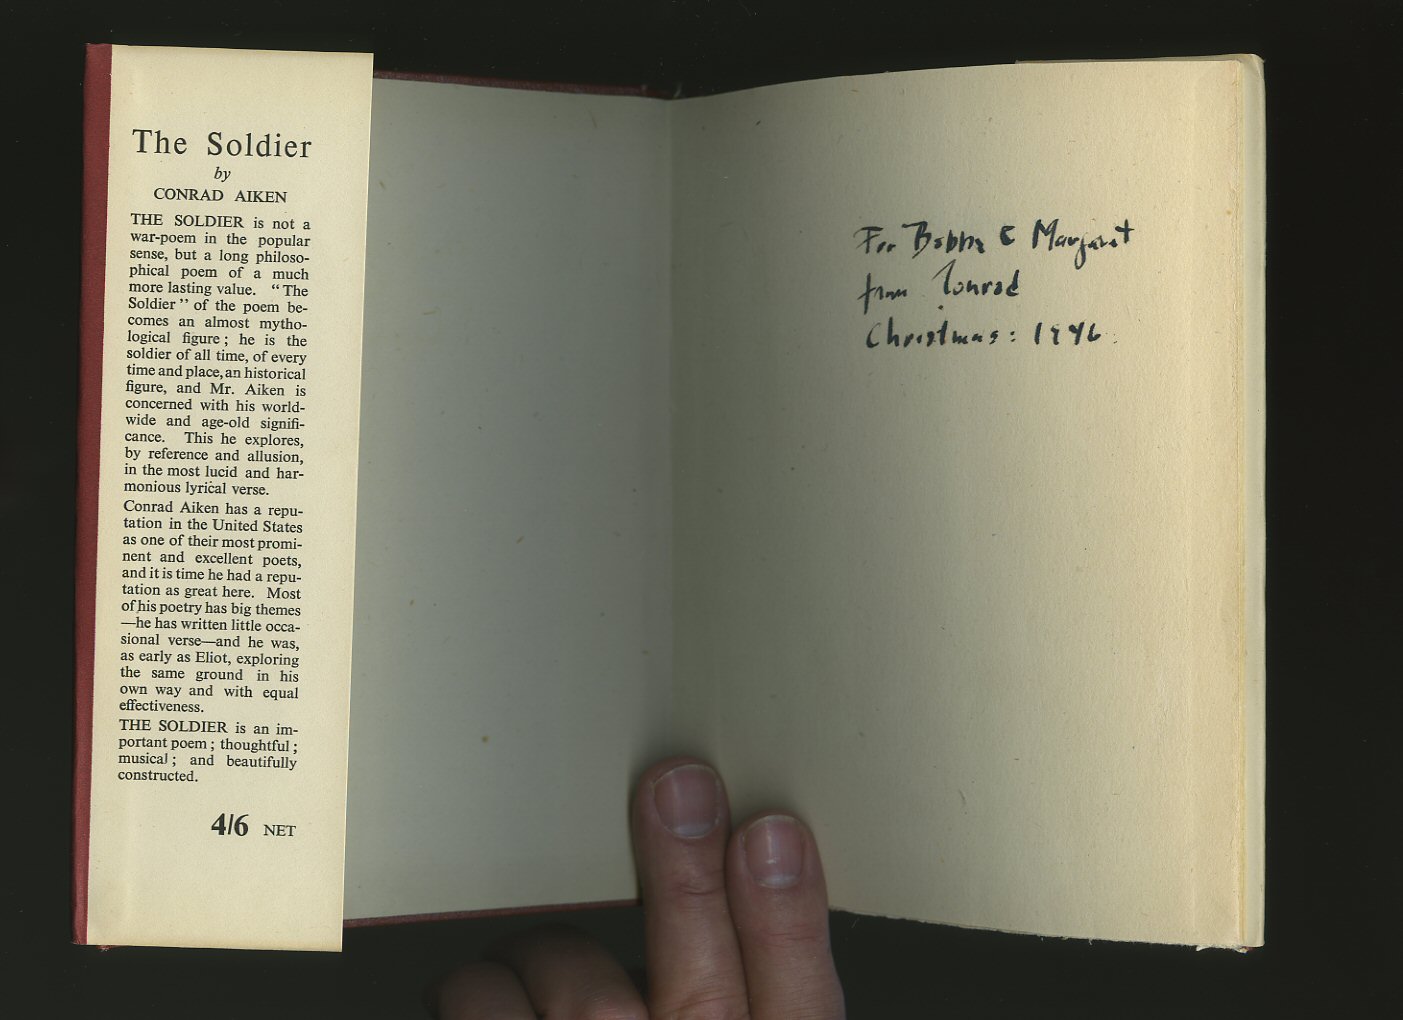 The Soldier
by
CONRAD AIKEN
THE SOLDIER is not a
war-poem in the popular
sense, but a long philoso-
phical poem of a much
more lasting value. “The
Soldier” of the poem be-
comes an almost mytho-
logical figure; he is the
soldier of all time, of every
time and place, an historical
figure, and Mr. Aiken is
concerned with his world-
wide and age-old signifi-
cance. This he explores,
by reference and allusion,
in the most lucid and har-
monious lyrical verse.
Conrad Aiken has a repu-
tation in the United States
as one of their most promi-
nent and excellent poets,
and it is time he had a repu-
tation as great here. Most
of his poetry has big themes
—he has written little occa-
sional verse—and he was,
as early as Eliot, exploring
the same ground in his
own way and with equal
effectiveness.
THE SOLDIER is an im-
portant poem; thoughtful;
musical; and beautifully
constructed.
4/6 NET
For & Margaret
from Conrad
Christmas: 1946